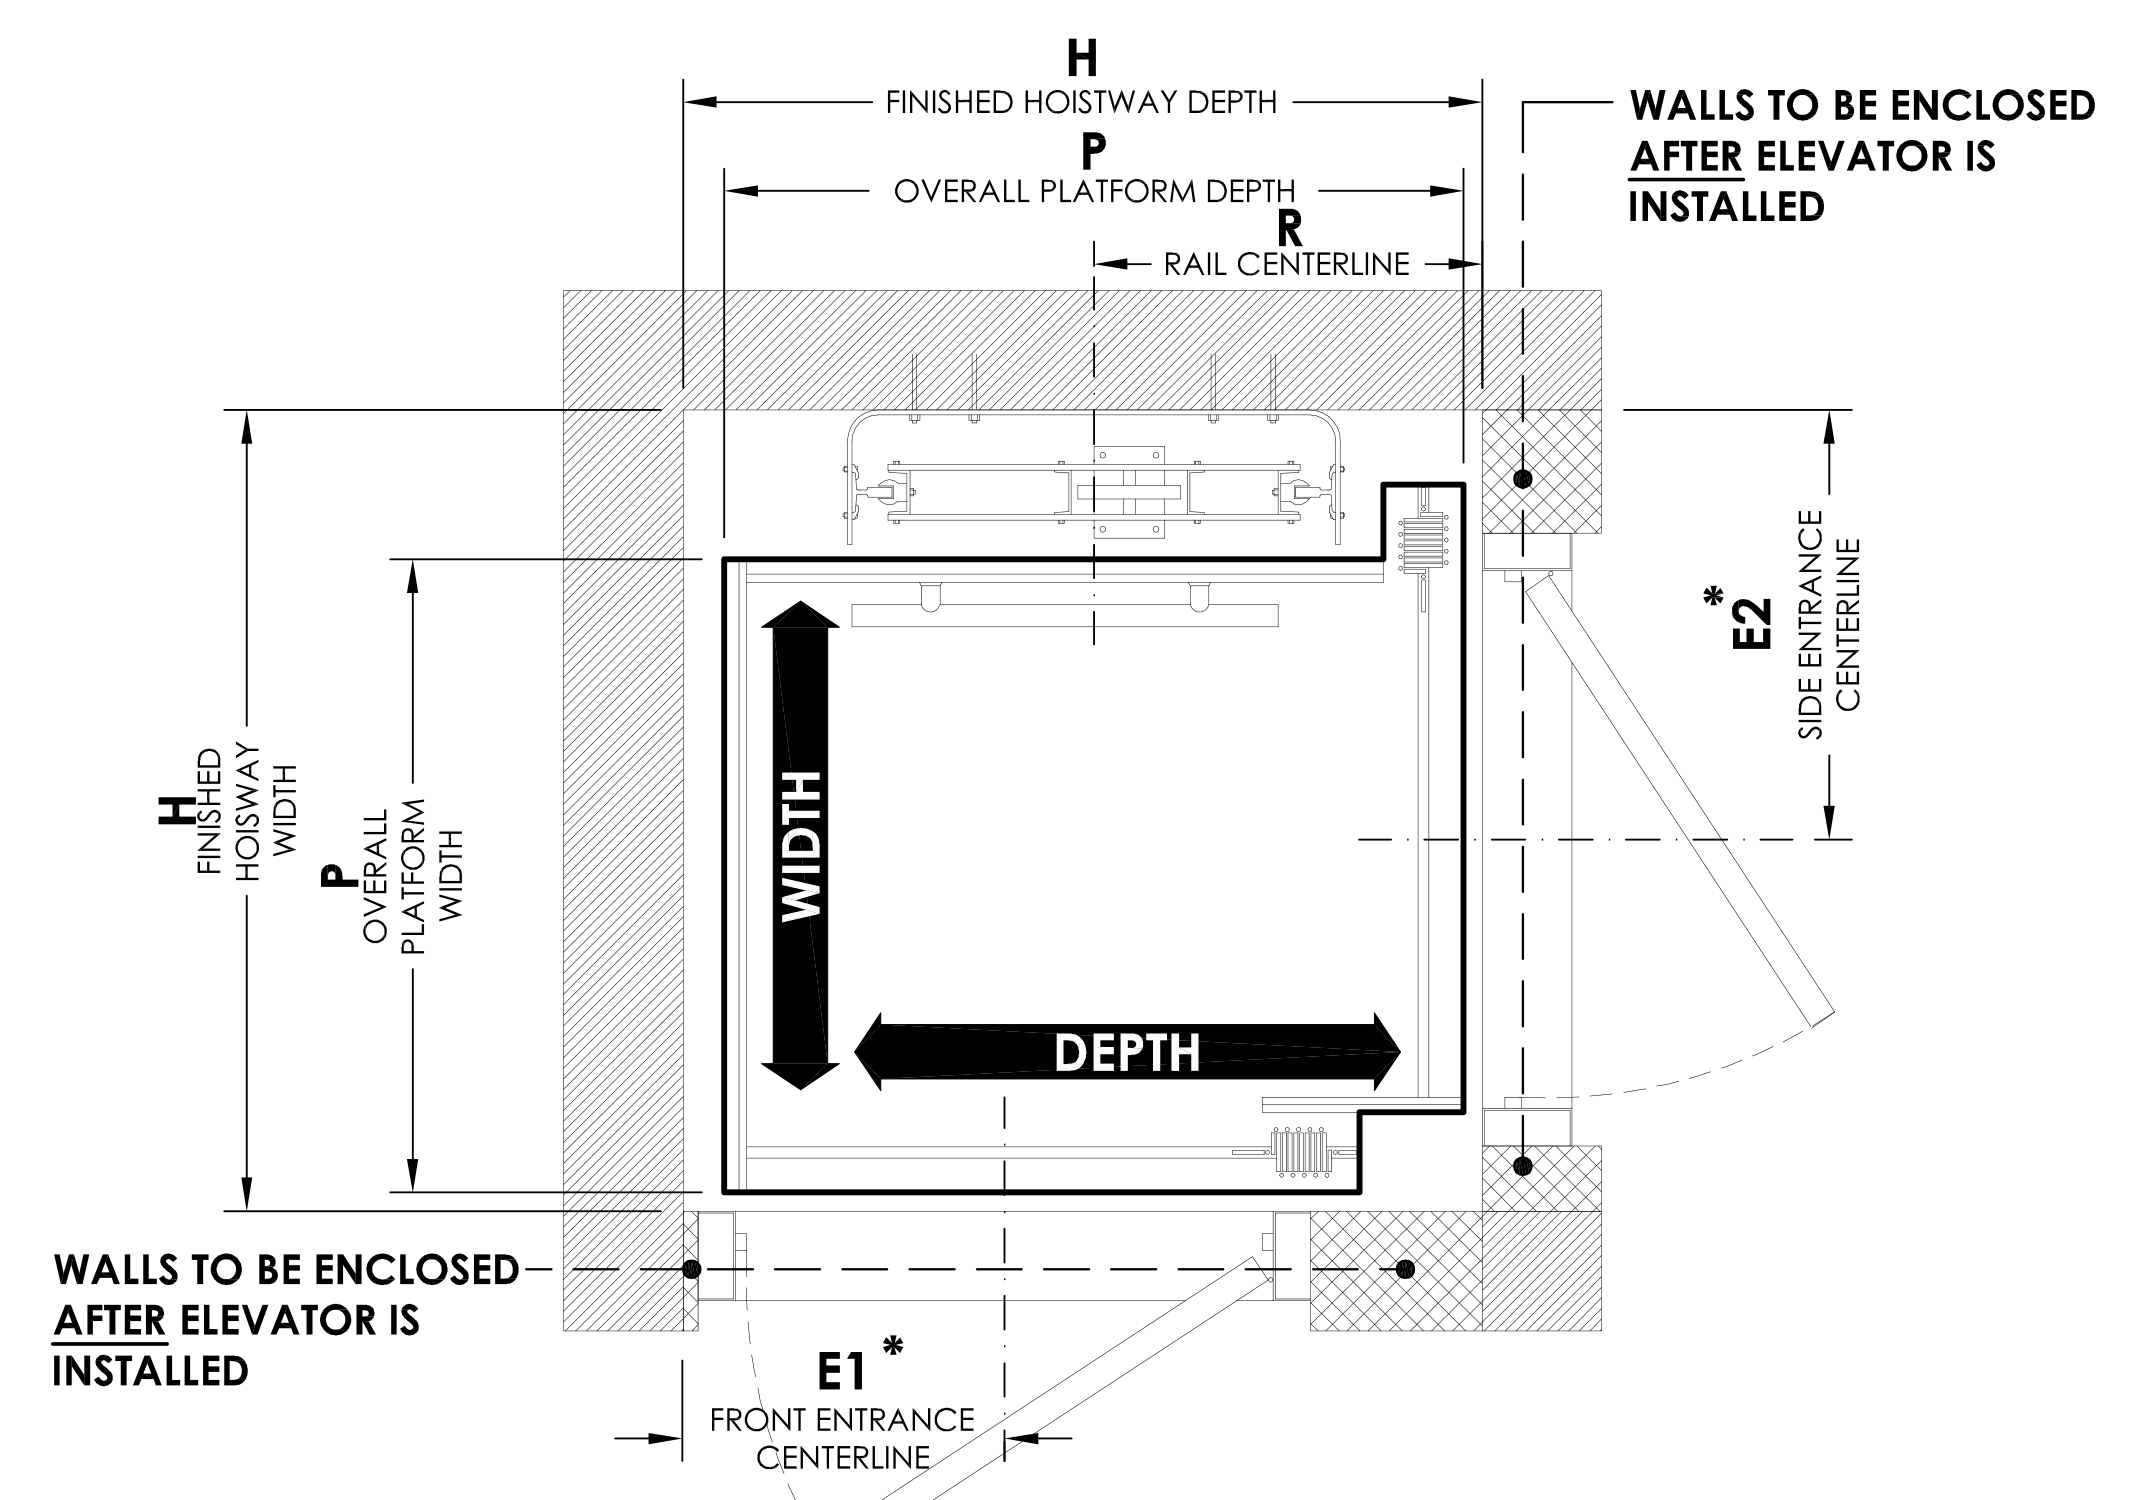 H
FINISHED HOISTWAY DEPTH
P
OVERALL PLATFORM DEPTH
R
RAIL CENTERLINE
WALLS TO BE ENCLOSED
AFTER ELEVATOR IS
INSTALLED
H
FINISHED
HOISWAY
WIDTH
P
OVERALL
PLATFORM
WIDTH
WIDTH
DEPTH
E2*
SIDE ENTRANCE
CENTERLINE
WALLS TO BE ENCLOSED
AFTER ELEVATOR IS
INSTALLED
E1*
FRONT ENTRANCE
CENTERLINE